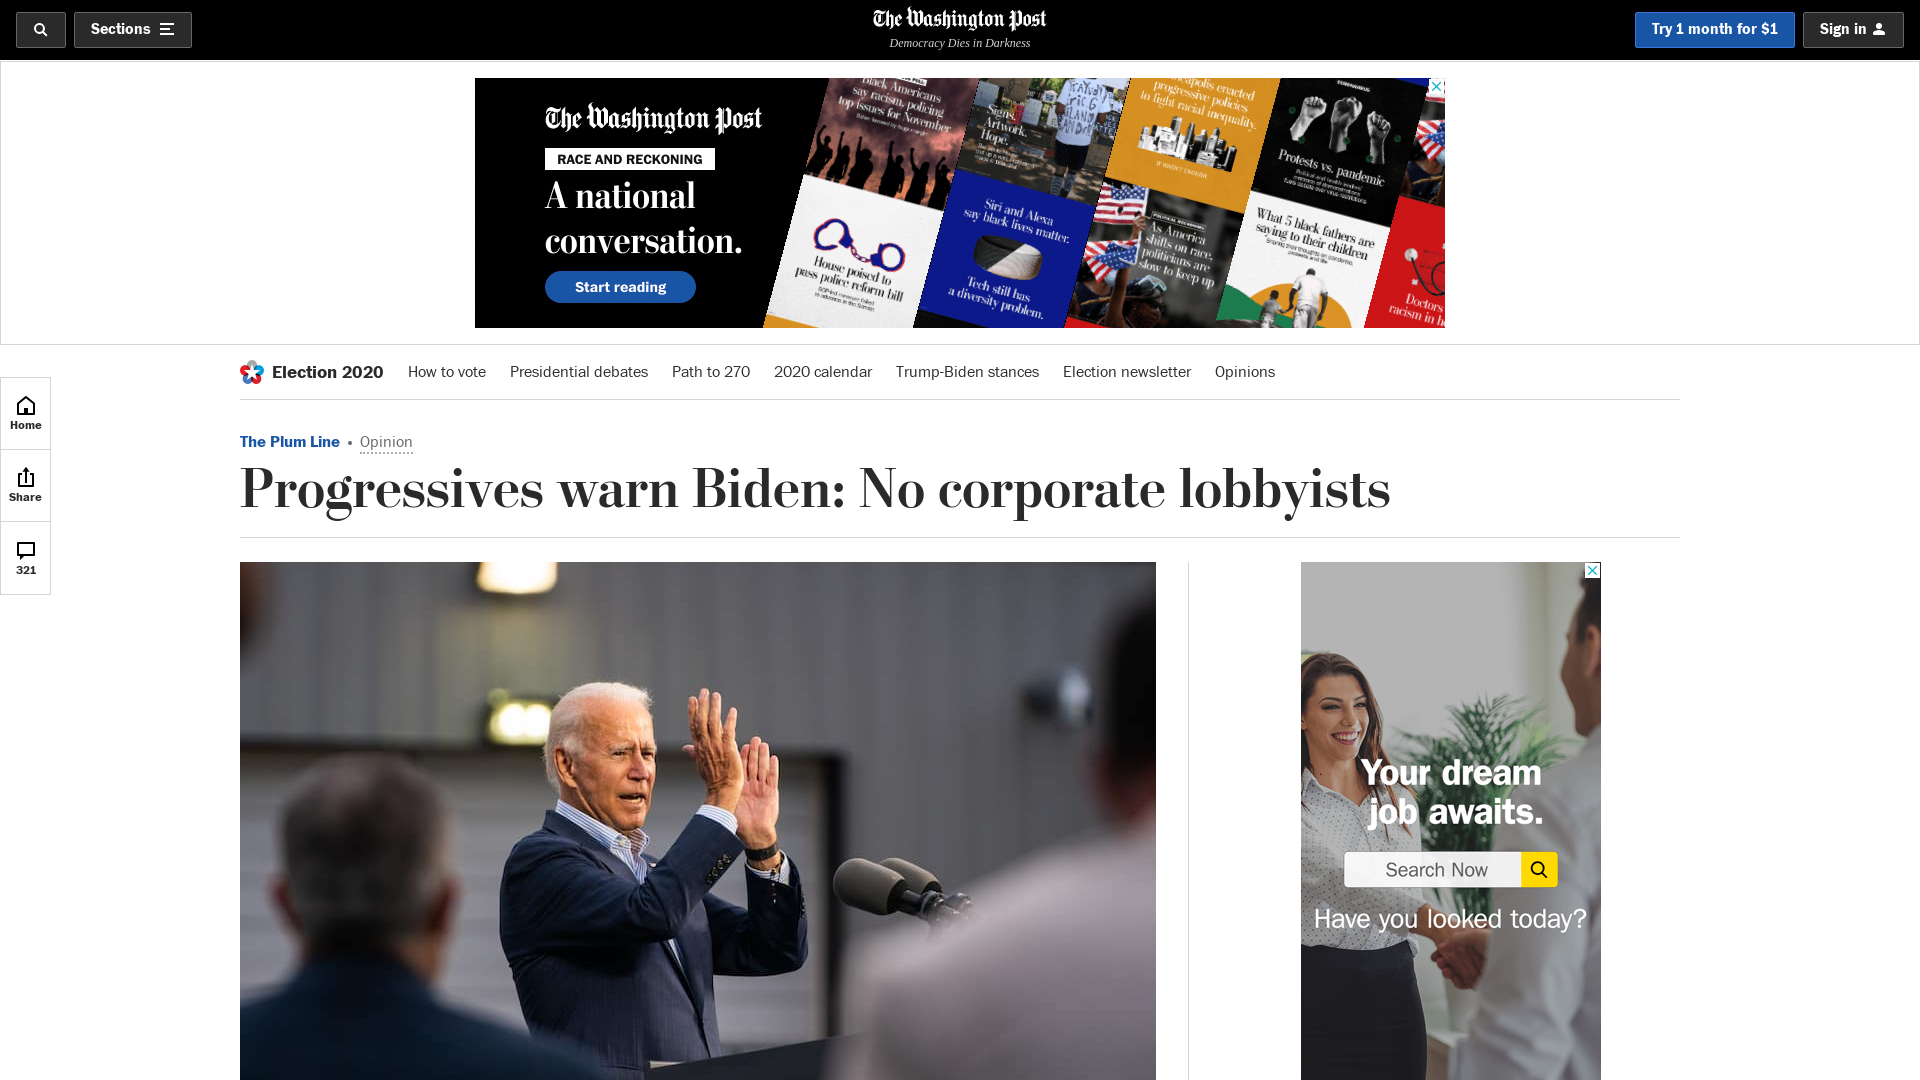 Sections
The Washington Post
Democracy Dies in Darkness
Try 1 month for $1
Sign in
The Washington Post
RACE AND RECKONING
A national
conversation.
Start reading
Black Americans
say racism, policing
top issues for November
House poised to
pass police reform bill
Signs.
Artwork.
Hope.
Siri and Alexa
say black lives matter.
Tech still has
a diversity problem.
progressive policies
to fight racial inequality.
IT WASN'T ENOUGH.
As America
shifts on race,
politicians are
slow to keep up
Protests vs. pandemic
What 5 black fathers are
saying to their children
Doctors
racism in
Home
Share
321
Election 2020
How to vote
Presidential debates
Path to 270
2020 calendar
Trump-Biden stances
Election newsletter
Opinions
The Plum Line • Opinion
Progressives warn Biden: No corporate lobbyists
Your dream
job awaits.
Search Now
Have you looked today?